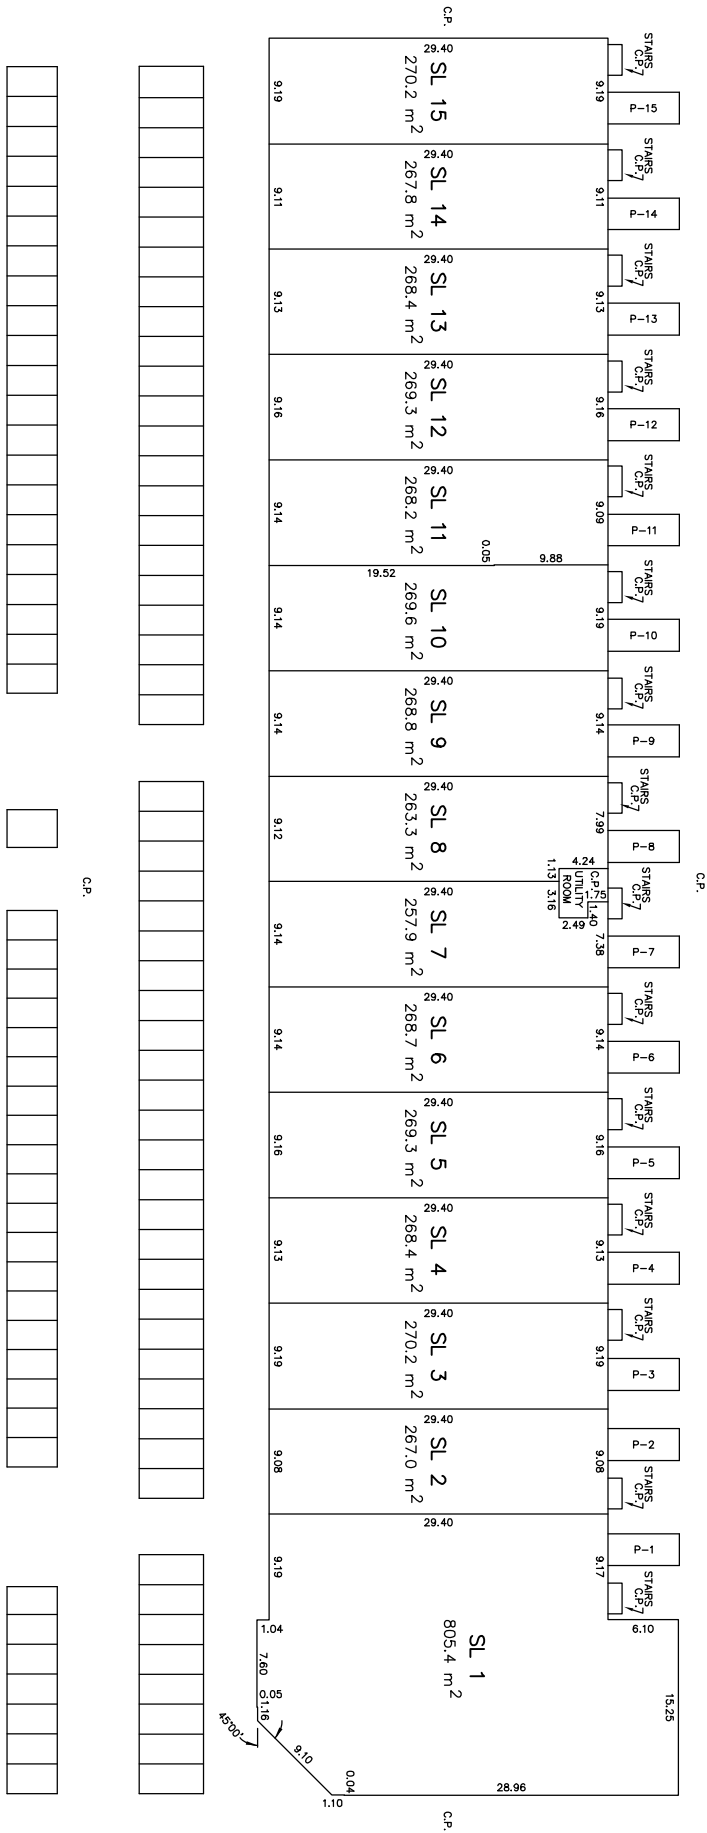 C.P.
STAIRS
C.P.
P-15
29.40
SL 15
270.2 m2
9.19
9.19
STAIRS
C.P.
P-14
29.40
SL 14
267.8 m2
9.11
9.11
STAIRS
C.P.
P-13
29.40
SL 13
268.4 m2
9.13
9.13
STAIRS
C.P.
P-12
29.40
SL 12
269.3 m2
9.16
9.16
STAIRS
C.P.
P-11
29.40
SL 11
268.2 m2
9.14
9.09
0.05
9.88
19.52
STAIRS
C.P.
P-10
SL 10
269.6 m2
9.14
9.19
STAIRS
C.P.
P-9
29.40
SL 9
268.8 m2
9.14
9.14
STAIRS
C.P.
P-8
29.40
SL 8
263.3 m2
9.12
7.99
C.P.
C.P.
4.24
1.13
C.P.
UTILITY
ROOM
1.75
3.16
1.40
2.49
STAIRS
C.P.
P-7
29.40
SL 7
257.9 m2
9.14
7.38
STAIRS
C.P.
P-6
29.40
SL 6
268.7 m2
9.14
9.14
STAIRS
C.P.
P-5
29.40
SL 5
269.3 m2
9.16
9.16
STAIRS
C.P.
P-4
29.40
SL 4
268.4 m2
9.13
9.13
STAIRS
C.P.
P-3
29.40
SL 3
270.2 m2
9.19
9.19
P-2
STAIRS
C.P.
29.40
SL 2
267.0 m2
9.08
9.08
P-1
STAIRS
C.P.
29.40
9.19
9.17
SL 1
805.4 m2
1.04
6.10
7.60
15.25
0.05
1.16
45°00'
9.10
0.04
1.10
28.96
C.P.